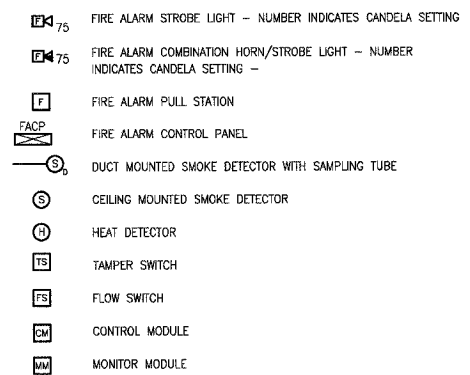 F 75 FIRE ALARM STROBE LIGHT – NUMBER INDICATES CANDELA SETTING
F 75 FIRE ALARM COMBINATION HORN/STROBE LIGHT – NUMBER
INDICATES CANDELA SETTING –
F FIRE ALARM PULL STATION
FACP
FIRE ALARM CONTROL PANEL
S D DUCT MOUNTED SMOKE DETECTOR WITH SAMPLING TUBE
S CEILING MOUNTED SMOKE DETECTOR
H HEAT DETECTOR
TS TAMPER SWITCH
FS FLOW SWITCH
CM CONTROL MODULE
MM MONITOR MODULE